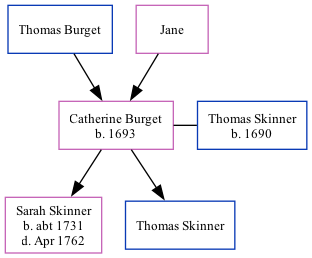 Thomas Burget
Jane
Catherine Burget
b. 1693
Thomas Skinner
b. 1690
Sarah Skinner
b. abt 1731
d. Apr 1762
Thomas Skinner